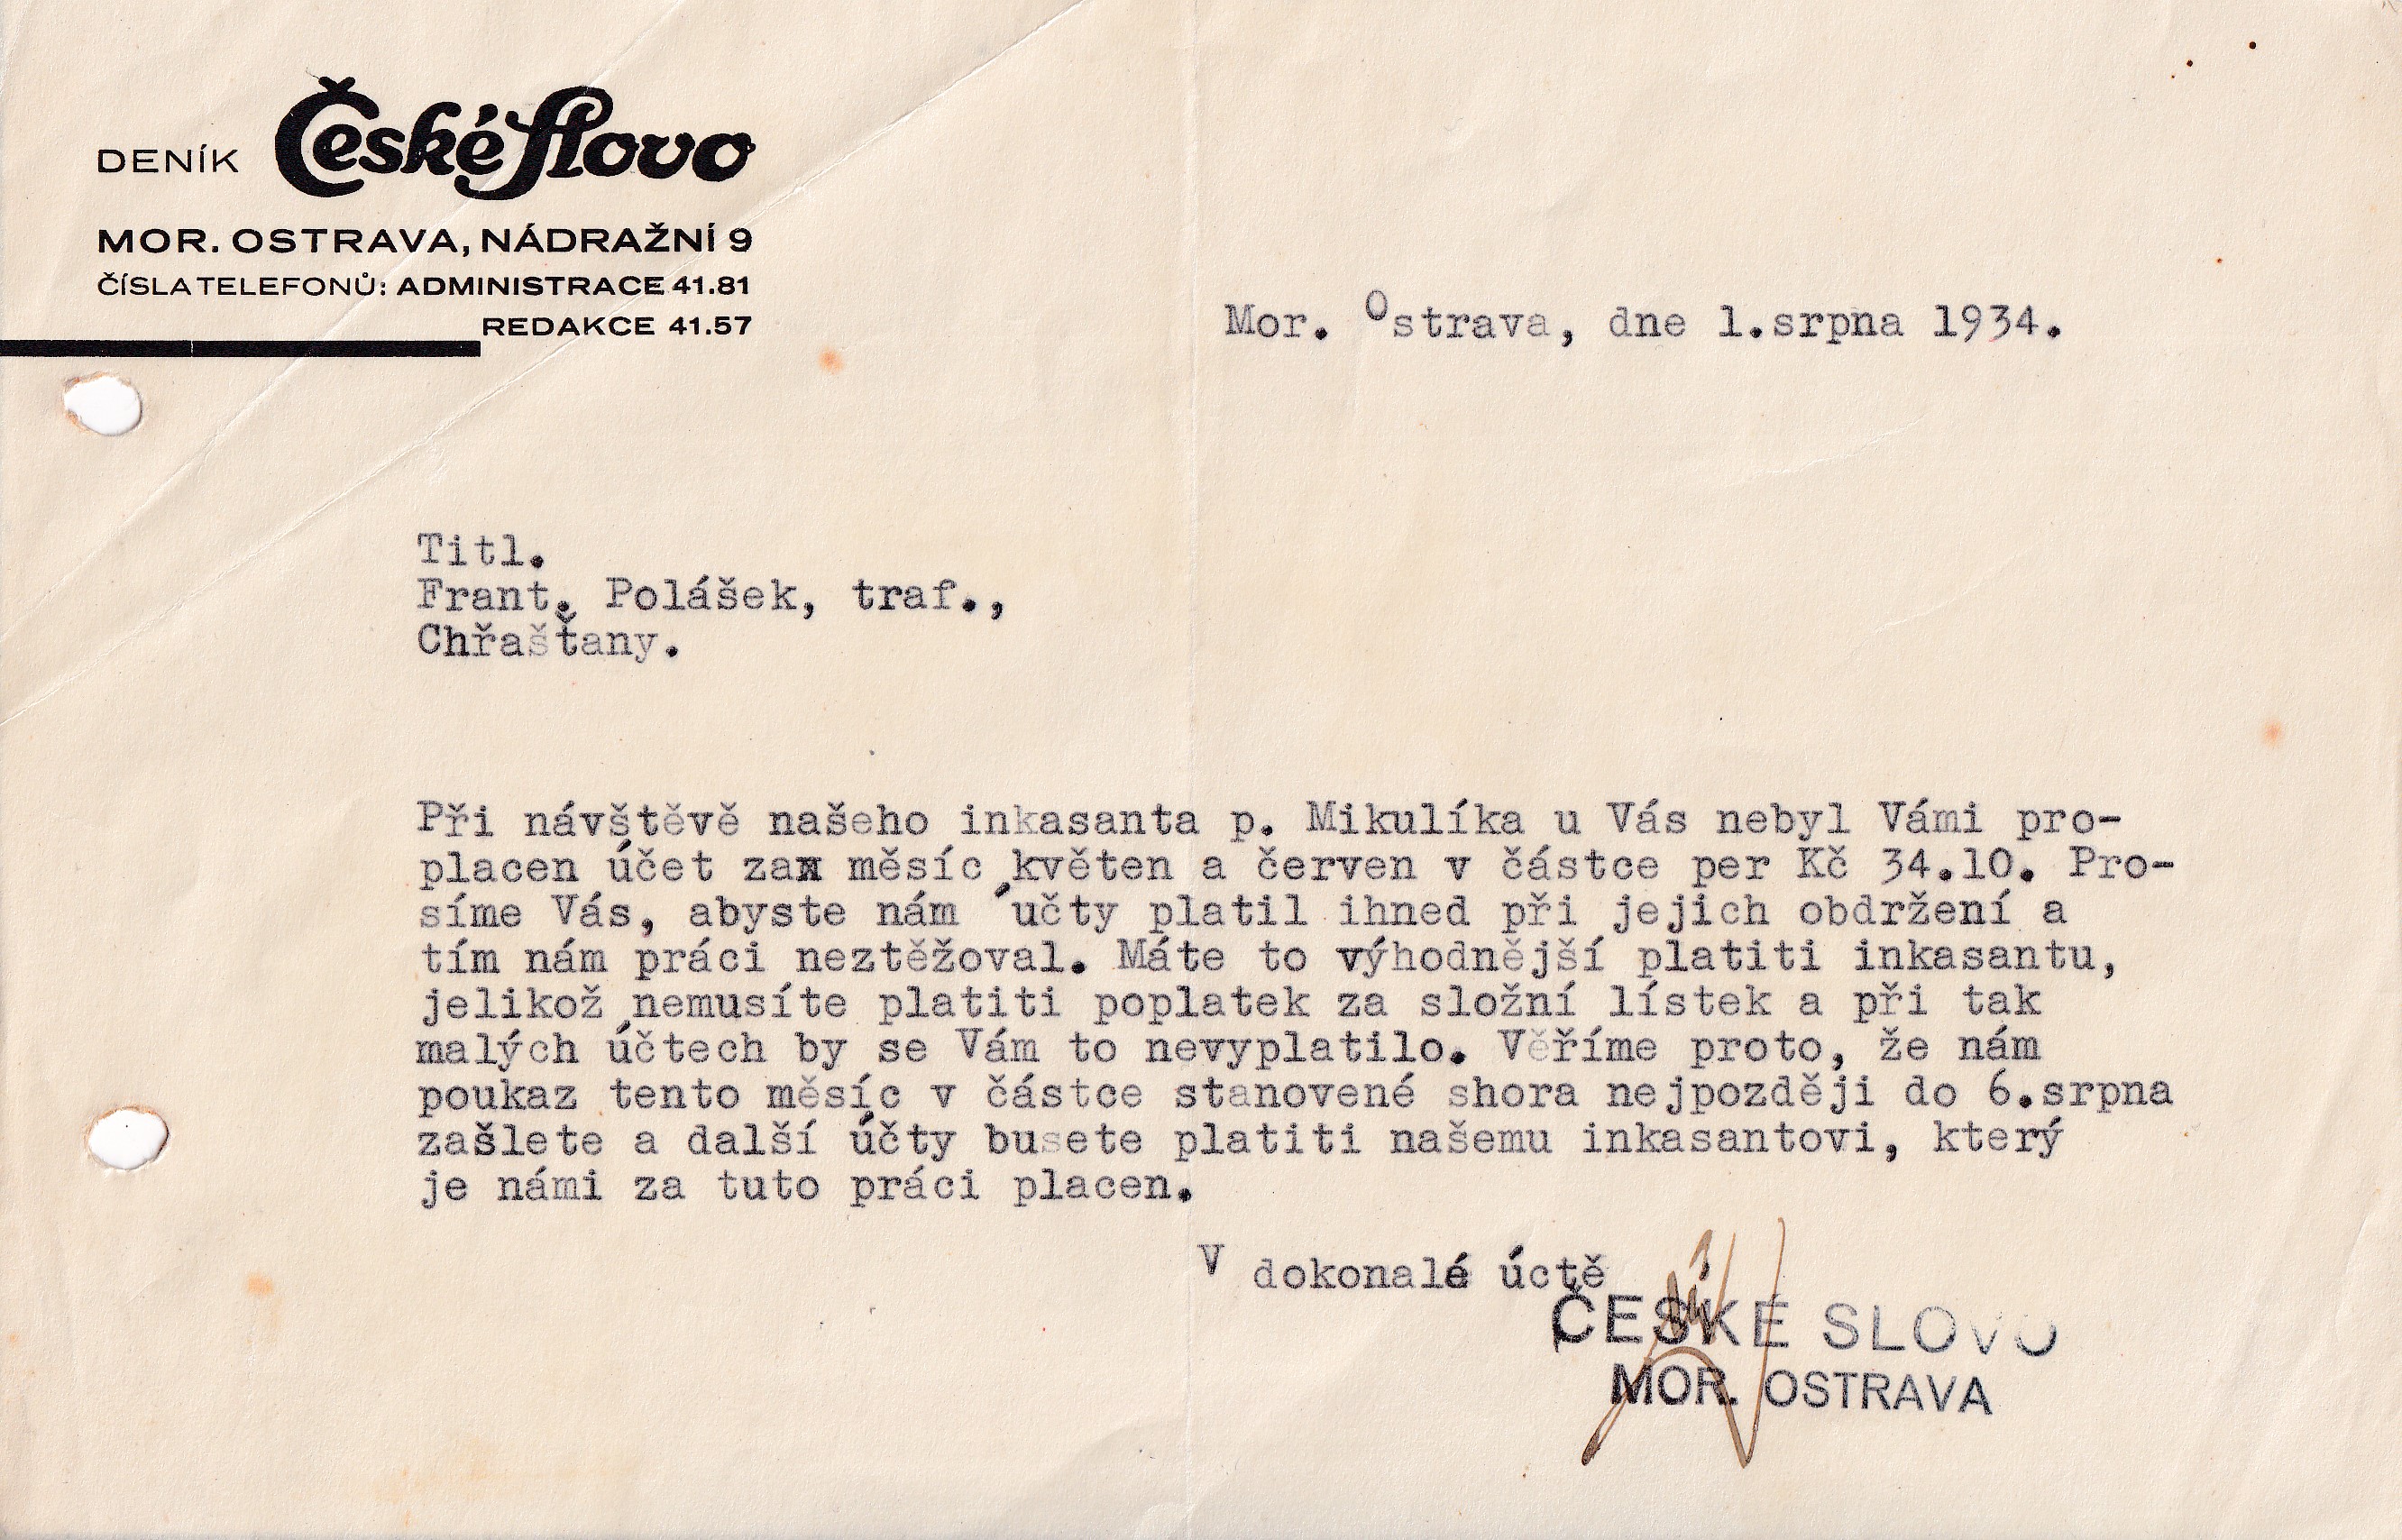 DENÍK České Slovo
MOR. OSTRAVA, NÁDRAŽNÍ 9
ČÍSLA TELEFONŮ: ADMINISTRACE 41.81
REDAKCE 41.57
Mor. Ostrava, dne 1.srpna 1934.
Titl.
Frant. Polášek, traf.,
Chřašťany.
Při návštěvě našeho inkasanta p. Mikulíka u Vás nebyl Vámi pro-
placen účet zax měsíc květen a červen v částce per Kč 34.10. Pro-
síme Vás, abyste nám účty platil ihned při jejich obdržení a
tím nám práci neztěžoval. Máte to výhodnější platiti inkasantu,
jelikož nemusíte platiti poplatek za složní lístek a při tak
malých účtech by se Vám to nevyplatilo. Věříme proto, že nám
poukaz tento měsíc v částce stanovené shora nejpozději do 6.srpna
zašlete a další účty busete platiti našemu inkasantovi, který
je námi za tuto práci placen.
V dokonalé úctě
ČESKÉ SLOVO
MOR. OSTRAVA